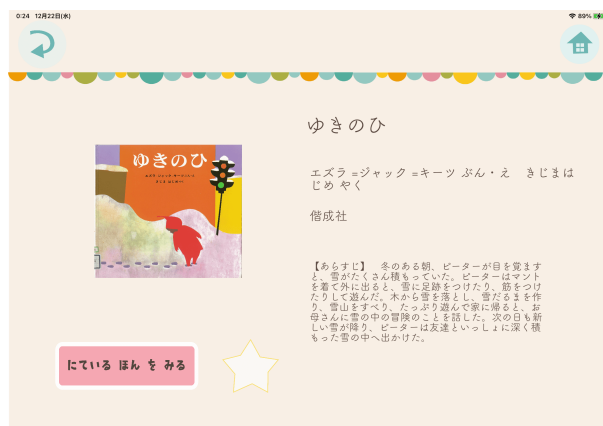 0:24 12月22日(水)
89%
ゆきのひ
ゆきのひ
エズラ=ジャック=キーツ ぶん・え きじまは
じめ やく
偕成社
【あらすじ】 冬のある朝、ピーターが目を覚ます
と、雪がたくさん積もっていた。ピーターはマント
を着て外に出ると、雪に足跡をつけたり、筋をつけ
たりして遊んだ。木から雪を落とし、雪だるまを作
り、雪山をすべり、たっぷり遊んで家に帰ると、お
母さんに雪の中の冒険のことを話した。次の日も新
しい雪が降り、ピーターは友達といっしょに深く積
もった雪の中へ出かけた。
にている ほん を みる